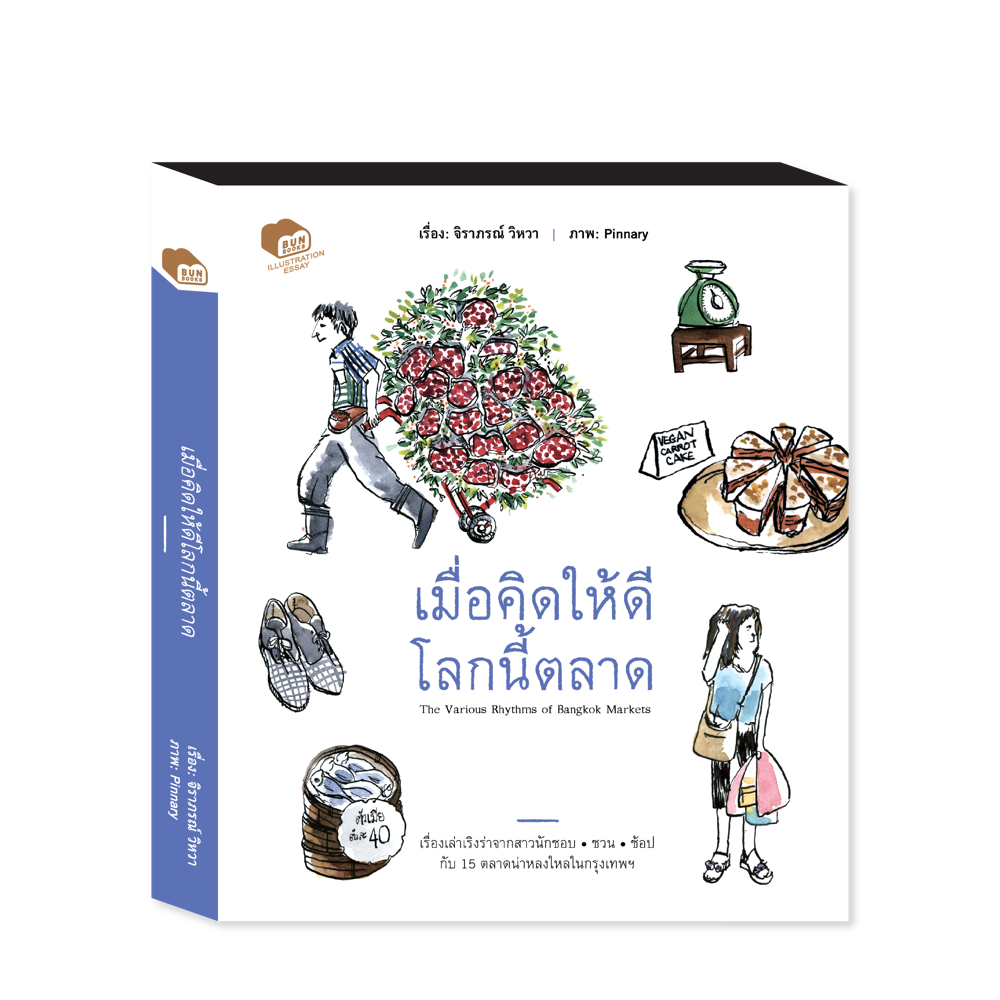 BUN
BOOKS
ILLUSTRATION
ESSAY
เรื่อง: จิราภรณ์ วิหวา | ภาพ: Pinnary
VEGAN
CARROT
CAKE
เมื่อคิดให้ดี
โลกนี้ตลาด
The Various Rhythms of Bangkok Markets
ตัวเมีย
40
เรื่องเล่าเริงร่าจากสาวนักชอบ • ชวน • ช้อป
กับ 15 ตลาดน่าหลงใหลในกรุงเทพฯ
BUN
BOOKS
เมื่อคิดให้ดีโลกนี้ตลาด
เรื่อง: จิราภรณ์ วิหวา
ภาพ: Pinnary